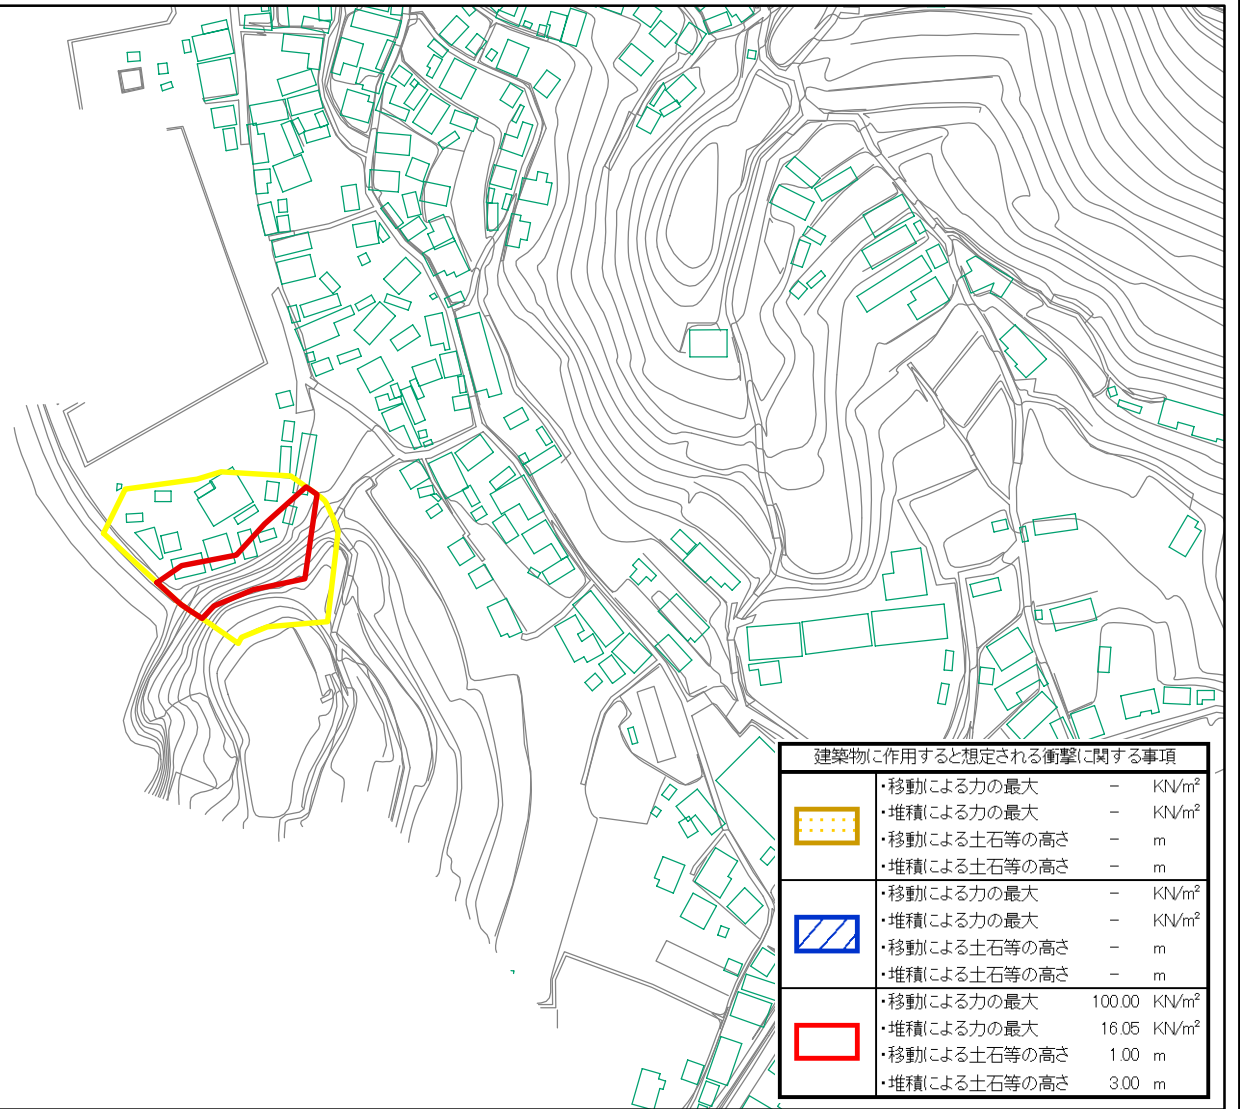 建築物に作用すると想定される衝撃に関する事項
・移動による力の最大 － KN/m²
・堆積による力の最大 － KN/m²
・移動による土石等の高さ － m
・堆積による土石等の高さ － m
・移動による力の最大 － KN/m²
・堆積による力の最大 － KN/m²
・移動による土石等の高さ － m
・堆積による土石等の高さ － m
・移動による力の最大 100.00 KN/m²
・堆積による力の最大 16.05 KN/m²
・移動による土石等の高さ 1.00 m
・堆積による土石等の高さ 3.00 m